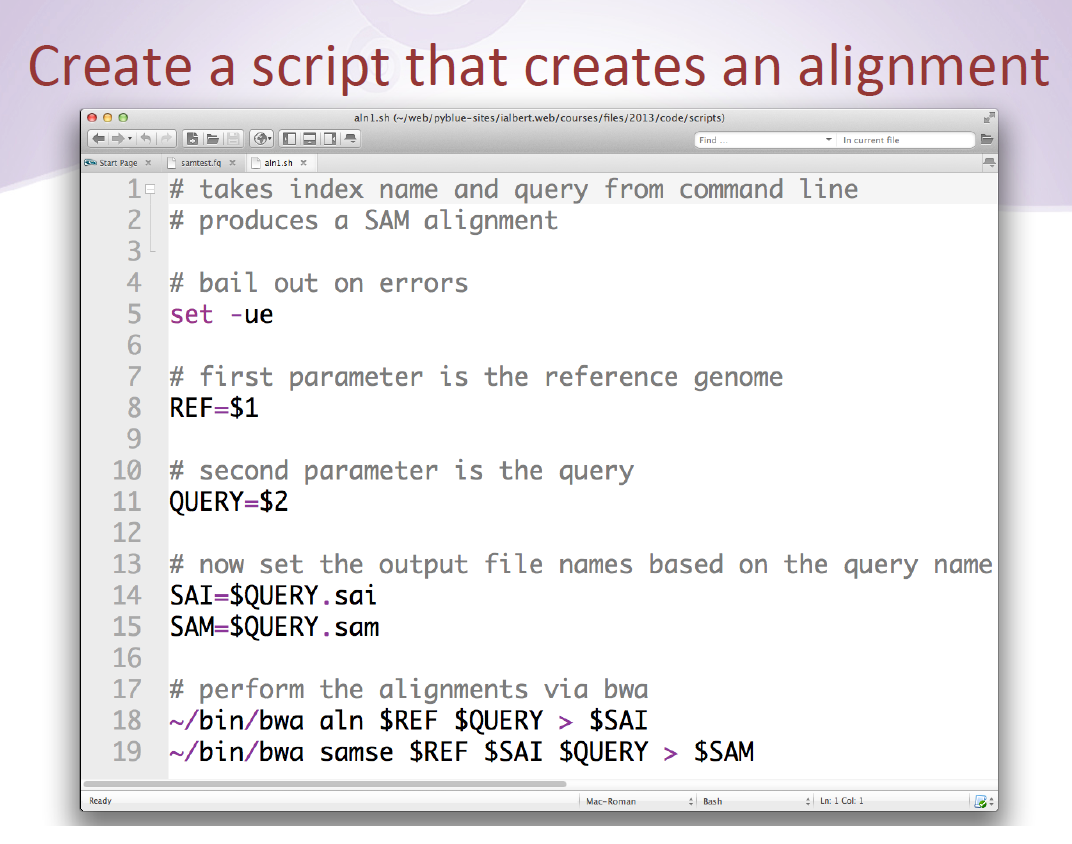 Create a script that creates an alignment
aln1.sh (~/web/pyblue-sites/ialbert.web/courses/files/2013/code/scripts)
Find ...
In current file
Start Page
samtest.fq
aln1.sh
1 # takes index name and query from command line
2 # produces a SAM alignment
3
4 # bail out on errors
5 set -ue
6
7 # first parameter is the reference genome
8 REF=$1
9
10 # second parameter is the query
11 QUERY=$2
12
13 # now set the output file names based on the query name
14 SAI=$QUERY.sai
15 SAM=$QUERY.sam
16
17 # perform the alignments via bwa
18 ~/bin/bwa aln $REF $QUERY > $SAI
19 ~/bin/bwa samse $REF $SAI $QUERY > $SAM
Ready
Mac-Roman
Bash
Ln: 1 Col: 1